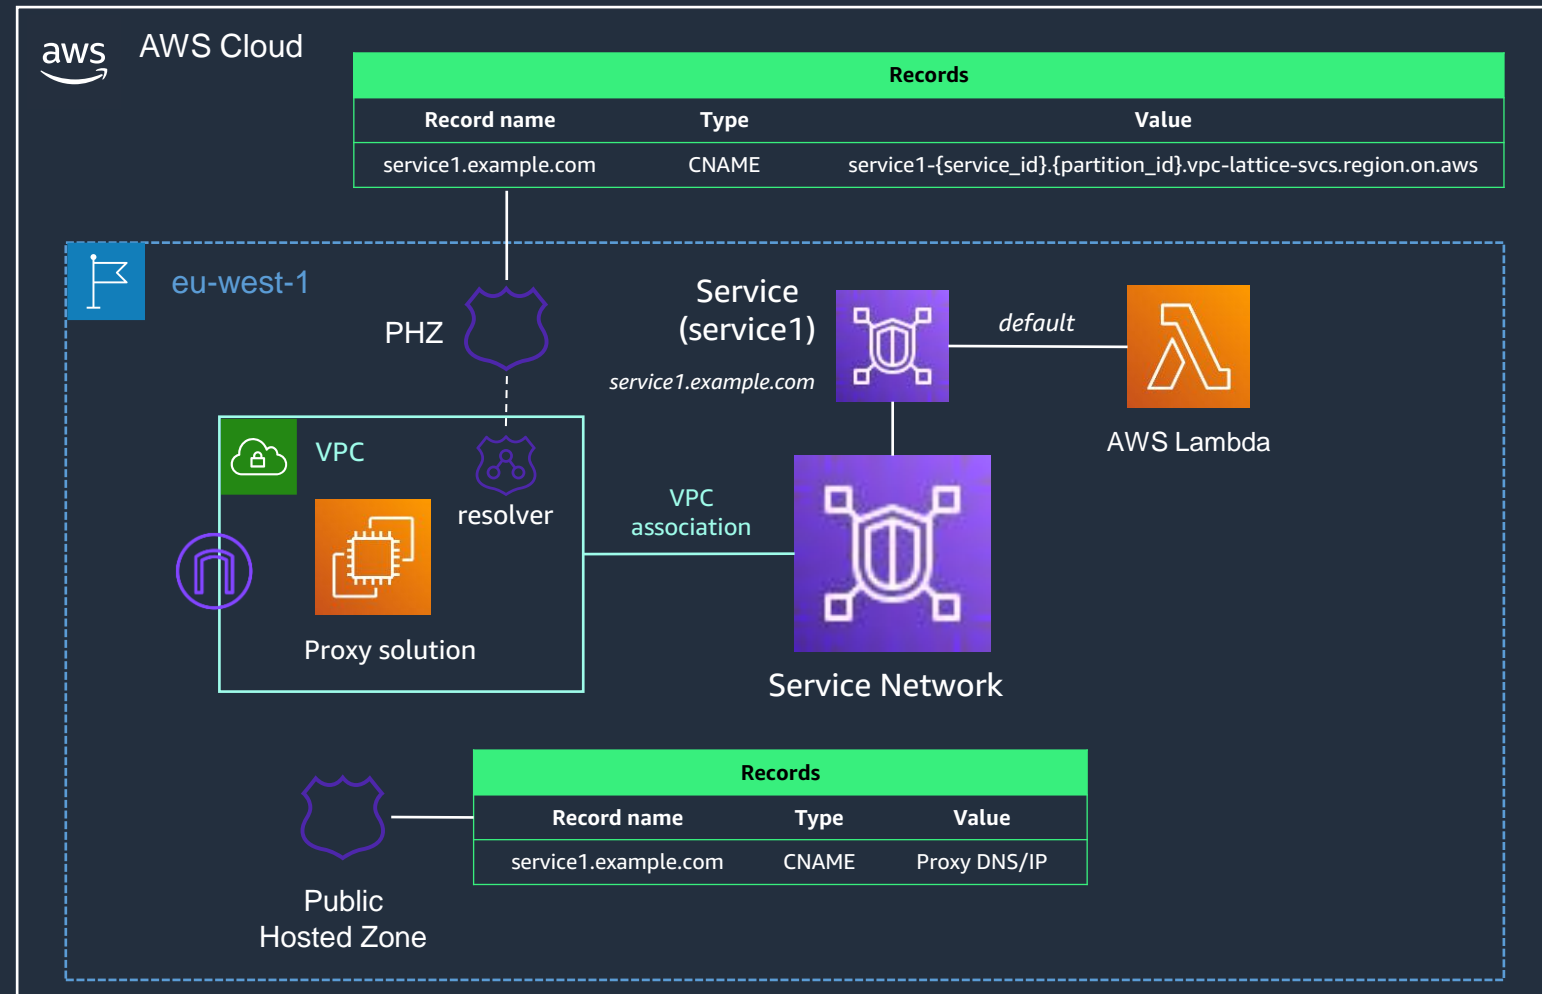 aws
AWS Cloud
Records
Record name Type Value
service1.example.com CNAME service1-{service_id}.{partition_id}.vpc-lattice-svcs.region.on.aws
eu-west-1
PHZ
Service
(service1)
service1.example.com
default
AWS Lambda
VPC
resolver
Proxy solution
VPC
association
Service Network
Records
Record name Type Value
service1.example.com CNAME Proxy DNS/IP
Public
Hosted Zone